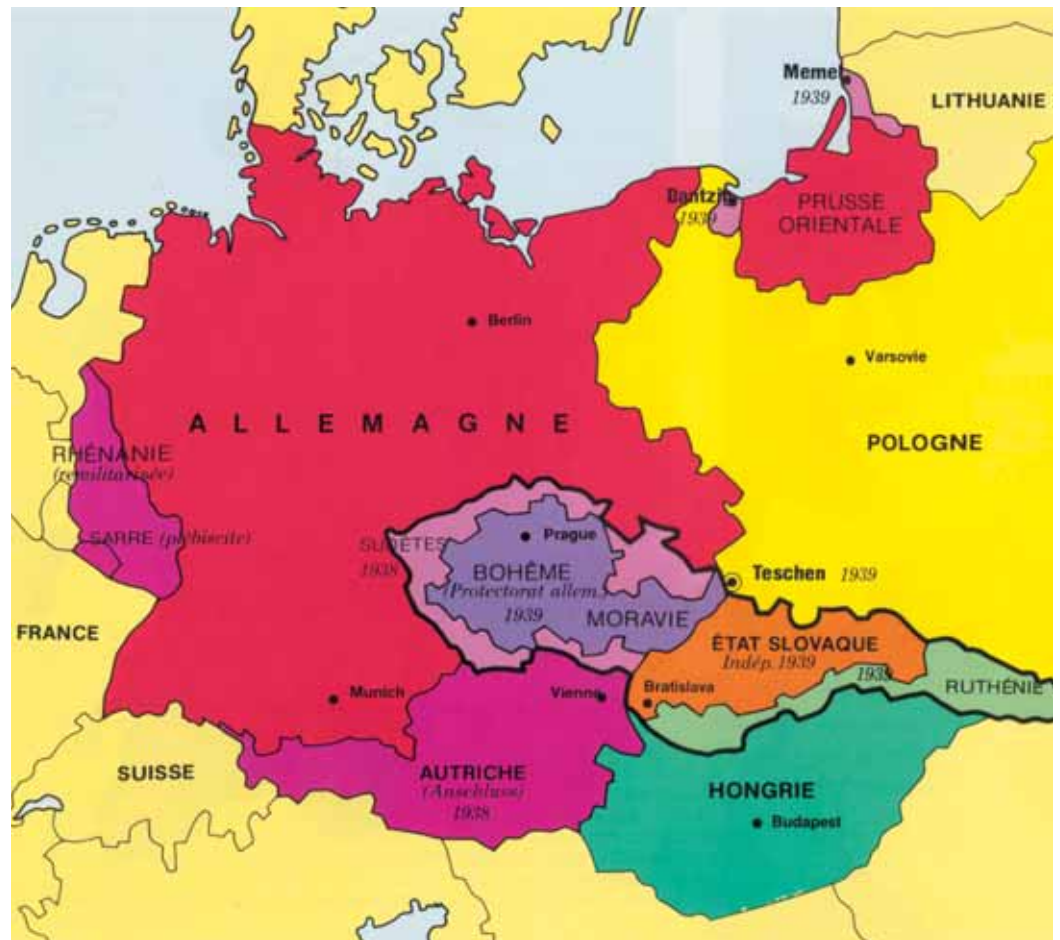 Memel
1939
LITHUANIE
Dantzig
1939
PRUSSE
ORIENTALE
Berlin
Varsovie
ALLEMAGNE
POLOGNE
RHÉNANIE
(remilitarisée)
SARRE (plébiscite)
SUDÈTES
1938
Prague
BOHÊME
(Protectorat allem.)
1939
MORAVIE
Teschen 1939
FRANCE
ÉTAT SLOVAQUE
Indép. 1939
1939
RUTHÉNIE
Munich
Vienne
Bratislava
SUISSE
AUTRICHE
(Anschluss)
1938
HONGRIE
Budapest